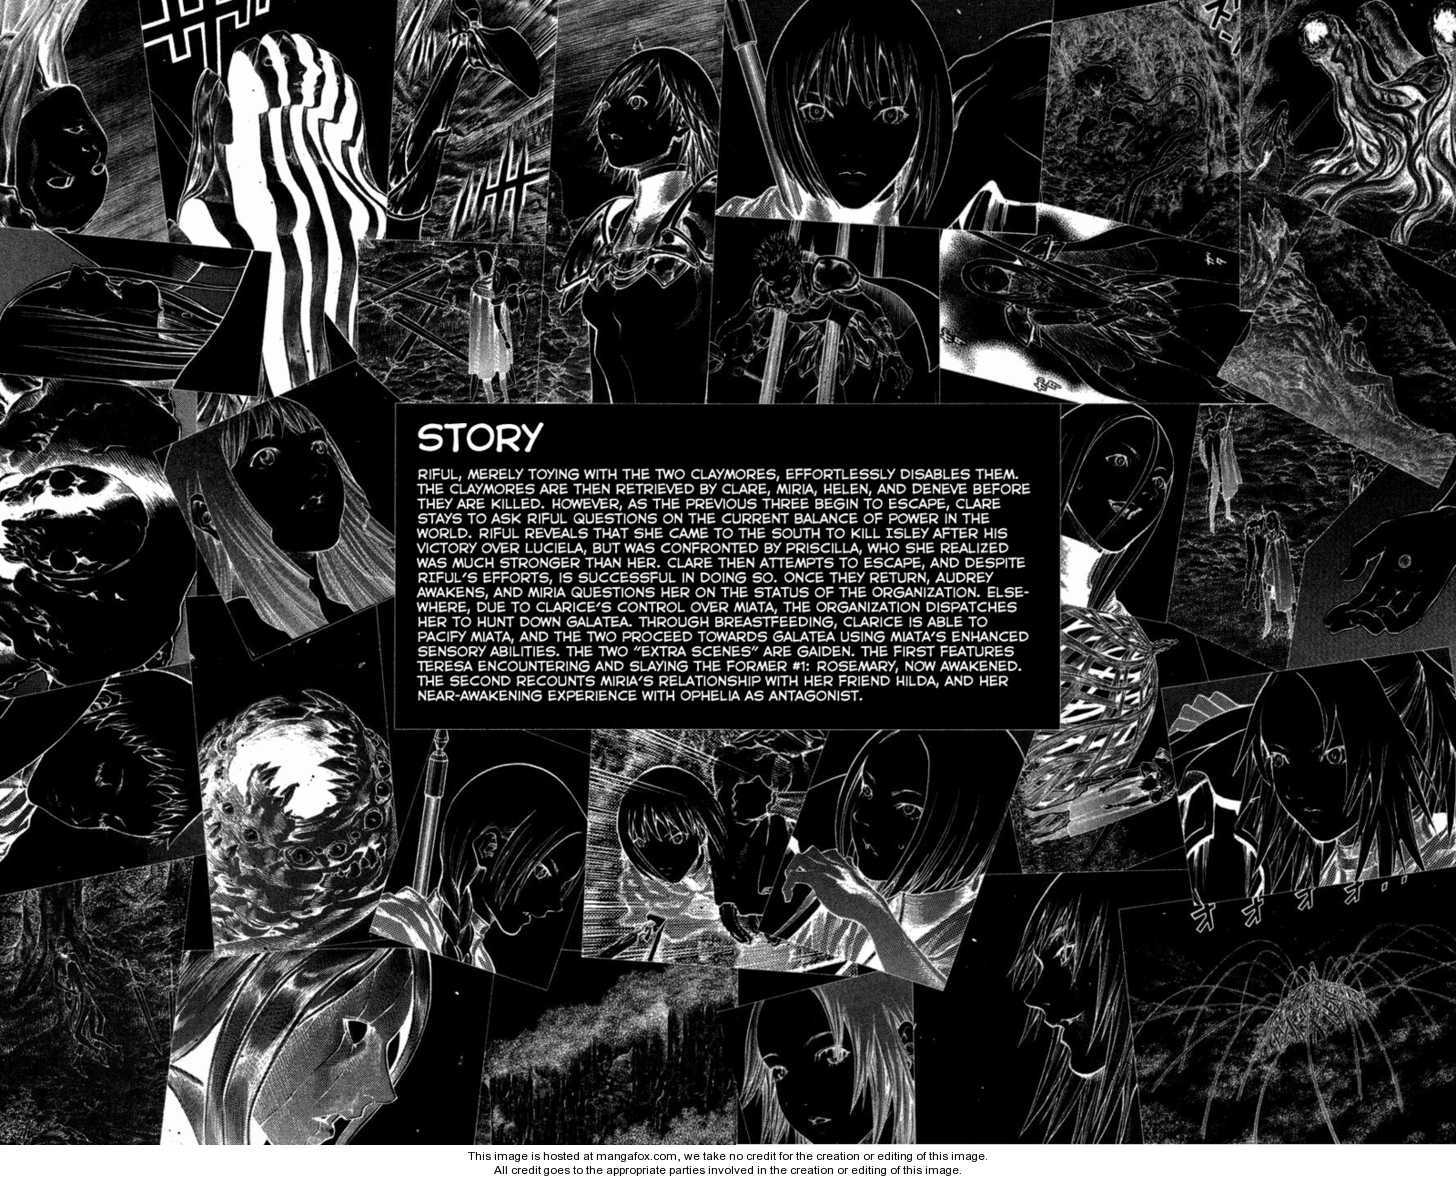 STORY
RIFUL, MERELY TOYING WITH THE TWO CLAYMORES, EFFORTLESSLY DISABLES THEM.
THE CLAYMORES ARE THEN RETRIEVED BY CLARE, MIRIA, HELEN, AND DENEVE BEFORE
THEY ARE KILLED. HOWEVER, AS THE PREVIOUS THREE BEGIN TO ESCAPE, CLARE
STAYS TO ASK RIFUL QUESTIONS ON THE CURRENT BALANCE OF POWER IN THE
WORLD. RIFUL REVEALS THAT SHE CAME TO THE SOUTH TO KILL ISLEY AFTER HIS
VICTORY OVER LUCIELA, BUT WAS CONFRONTED BY PRISCILLA, WHO SHE REALIZED
WAS MUCH STRONGER THAN HER. CLARE THEN ATTEMPTS TO ESCAPE, AND DESPITE
RIFUL'S EFFORTS, IS SUCCESSFUL IN DOING SO. ONCE THEY RETURN, AUDREY
AWAKENS, AND MIRIA QUESTIONS HER ON THE STATUS OF THE ORGANIZATION. ELSE-
WHERE, DUE TO CLARICE'S CONTROL OVER MIATA, THE ORGANIZATION DISPATCHES
HER TO HUNT DOWN GALATEA. THROUGH BREASTFEEDING, CLARICE IS ABLE TO
PACIFY MIATA, AND THE TWO PROCEED TOWARDS GALATEA USING MIATA'S ENHANCED
SENSORY ABILITIES. THE TWO "EXTRA SCENES" ARE GAIDEN. THE FIRST FEATURES
TERESA ENCOUNTERING AND SLAYING THE FORMER #1: ROSEMARY, NOW AWAKENED.
THE SECOND RECOUNTS MIRIA'S RELATIONSHIP WITH HER FRIEND HILDA, AND HER
NEAR-AWAKENING EXPERIENCE WITH OPHELIA AS ANTAGONIST.
オ オ オ オ
This image is hosted at mangafox.com, we take no credit for the creation or editing of this image.
All credit goes to the appropriate parties involved in the creation or editing of this image.